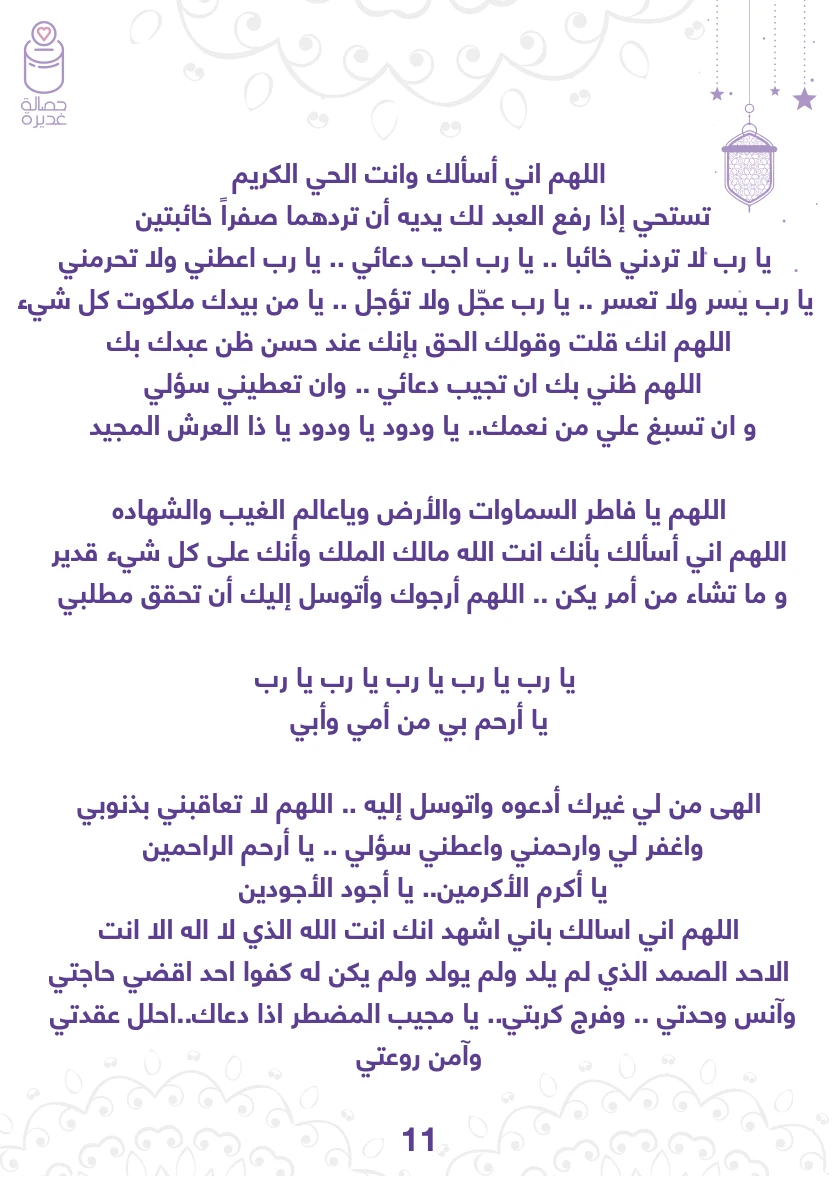 حصالة
غديرة
اللهم اني أسألك وانت الحي الكريم
تستحي إذا رفع العبد لك يديه أن تردهما صفراً خائبتين
يا رب لا تردني خائبا .. يا رب اجب دعائي .. يا رب اعطني ولا تحرمني
يا رب يسر ولا تعسر .. يا رب عجّل ولا تؤجل .. يا من بيدك ملكوت كل شيء
اللهم انك قلت وقولك الحق بإنك عند حسن ظن عبدك بك
اللهم ظني بك ان تجيب دعائي .. وان تعطيني سؤلي
و ان تسبغ علي من نعمك.. يا ودود يا ودود يا ذا العرش المجيد
اللهم يا فاطر السماوات والأرض وياعالم الغيب والشهاده
اللهم اني أسألك بأنك انت الله مالك الملك وأنك على كل شيء قدير
و ما تشاء من أمر يكن .. اللهم أرجوك وأتوسل إليك أن تحقق مطلبي
يا رب يا رب يا رب يا رب يا رب
يا أرحم بي من أمي وأبي
الهى من لي غيرك أدعوه واتوسل إليه .. اللهم لا تعاقبني بذنوبي
واغفر لي وارحمني واعطني سؤلي .. يا أرحم الراحمين
يا أكرم الأكرمين.. يا أجود الأجودين
اللهم اني اسالك باني اشهد انك انت الله الذي لا اله الا انت
الاحد الصمد الذي لم يلد ولم يولد ولم يكن له كفوا احد اقضي حاجتي
وآنس وحدتي .. وفرج كربتي.. يا مجيب المضطر اذا دعاك..احلل عقدتي
وآمن روعتي
11